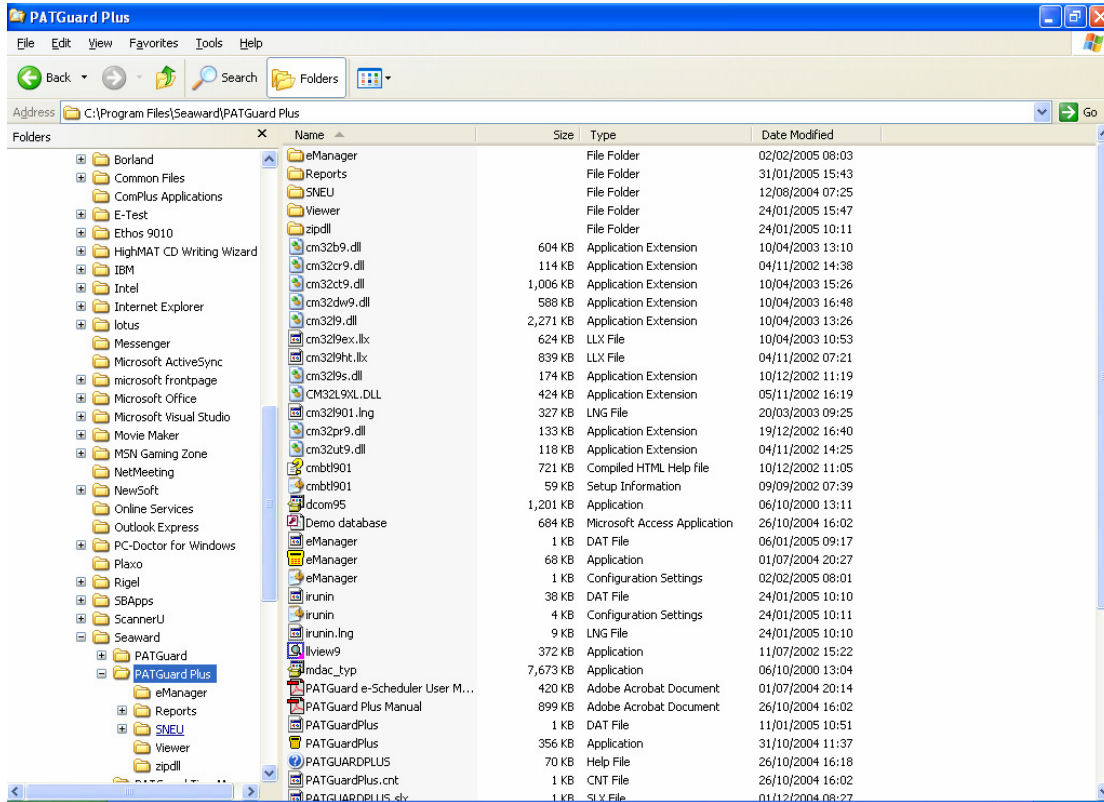 PATGuard Plus
File Edit View Favorites Tools Help
Back Search Folders
Address C:\Program Files\Seaward\PATGuard Plus Go
Folders
Borland
Common Files
ComPlus Applications
E-Test
Ethos 9010
HighMAT CD Writing Wizard
IBM
Intel
Internet Explorer
lotus
Messenger
Microsoft ActiveSync
microsoft frontpage
Microsoft Office
Microsoft Visual Studio
Movie Maker
MSN Gaming Zone
NetMeeting
NewSoft
Online Services
Outlook Express
PC-Doctor for Windows
Plaxo
Rigel
SBApps
ScannerU
Seaward
PATGuard
PATGuard Plus
eManager
Reports
SNEU
Viewer
zipdll
Name Size Type Date Modified
eManager File Folder 02/02/2005 08:03
Reports File Folder 31/01/2005 15:43
SNEU File Folder 12/08/2004 07:25
Viewer File Folder 24/01/2005 15:47
zipdll File Folder 24/01/2005 10:11
cm32b9.dll 604 KB Application Extension 10/04/2003 13:10
cm32cr9.dll 114 KB Application Extension 04/11/2002 14:38
cm32ct9.dll 1,006 KB Application Extension 10/04/2003 15:26
cm32dw9.dll 588 KB Application Extension 10/04/2003 16:48
cm32l9.dll 2,271 KB Application Extension 10/04/2003 13:26
cm32l9ex.llx 624 KB LLX File 10/04/2003 10:53
cm32l9ht.llx 839 KB LLX File 04/11/2002 07:21
cm32l9s.dll 174 KB Application Extension 10/12/2002 11:19
CM32L9XL.DLL 424 KB Application Extension 05/11/2002 16:19
cm32l901.lng 327 KB LNG File 20/03/2003 09:25
cm32pr9.dll 133 KB Application Extension 19/12/2002 16:40
cm32ut9.dll 118 KB Application Extension 04/11/2002 14:25
cmbtl901 721 KB Compiled HTML Help file 10/12/2002 11:05
cmbtl901 59 KB Setup Information 09/09/2002 07:39
dcom95 1,201 KB Application 06/10/2000 13:11
Demo database 684 KB Microsoft Access Application 26/10/2004 16:02
eManager 1 KB DAT File 06/01/2005 09:17
eManager 68 KB Application 01/07/2004 20:27
eManager 1 KB Configuration Settings 02/02/2005 08:01
irunin 38 KB DAT File 24/01/2005 10:10
irunin 4 KB Configuration Settings 24/01/2005 10:11
irunin.lng 9 KB LNG File 24/01/2005 10:10
llview9 372 KB Application 11/07/2002 15:22
mdac_typ 7,673 KB Application 06/10/2000 13:04
PATGuard e-Scheduler User M... 420 KB Adobe Acrobat Document 01/07/2004 20:14
PATGuard Plus Manual 899 KB Adobe Acrobat Document 26/10/2004 16:02
PATGuardPlus 1 KB DAT File 11/01/2005 10:51
PATGuardPlus 356 KB Application 31/10/2004 11:37
PATGUARDPLUS 70 KB Help File 26/10/2004 16:18
PATGuardPlus.cnt 1 KB CNT File 26/10/2004 16:02
PATGUARDPLUS.slx 1 KB SLX File 01/12/2004 08:27